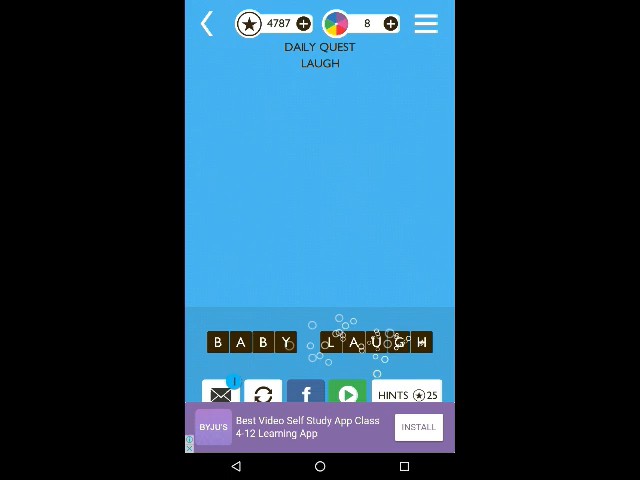 4787
8
DAILY QUEST
LAUGH
BABY LAUGH
1
f
HINTS 25
BYJU'S
Best Video Self Study App Class
4-12 Learning App
INSTALL